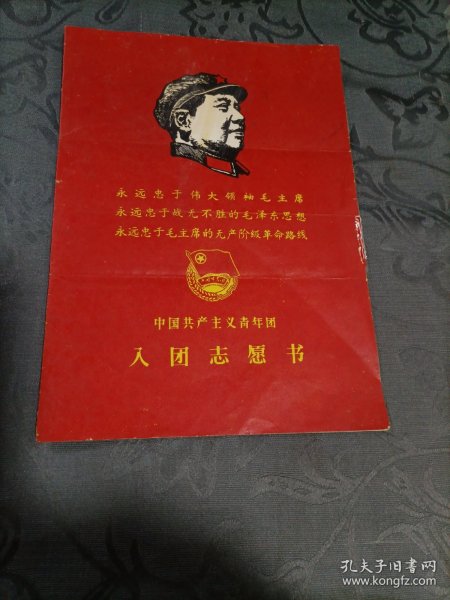 永远忠于伟大领袖毛主席
永远忠于战无不胜的毛泽东思想
永远忠于毛主席的无产阶级革命路线
中国共产主义青年团
入团志愿书
孔夫子旧书网
www.kongfz.com